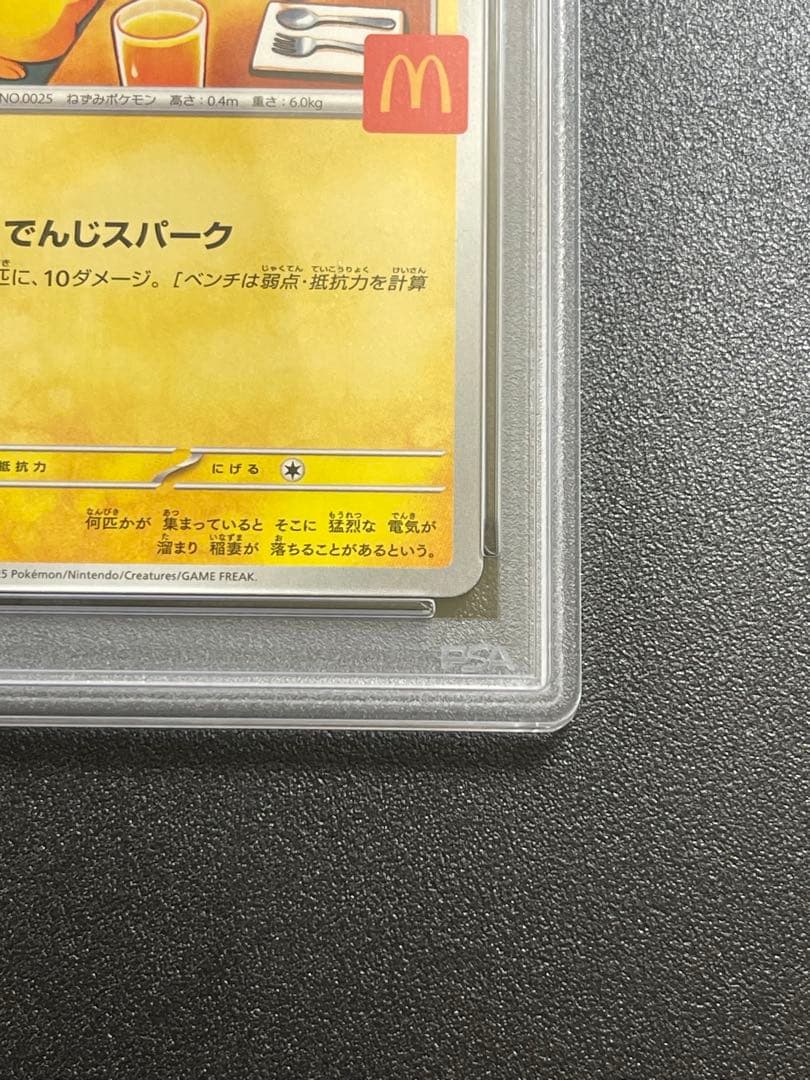 NO.0025 ねずみポケモン 高さ:0.4m 重さ:6.0kg
でんじスパーク
匹に、10ダメージ。[ベンチは弱点・抵抗力を計算
抵抗力 にげる
何匹かが 集まっていると そこに 猛烈な 電気が
溜まり 稲妻が 落ちることがあるという。
5 Pokémon/Nintendo/Creatures/GAME FREAK.
PSA